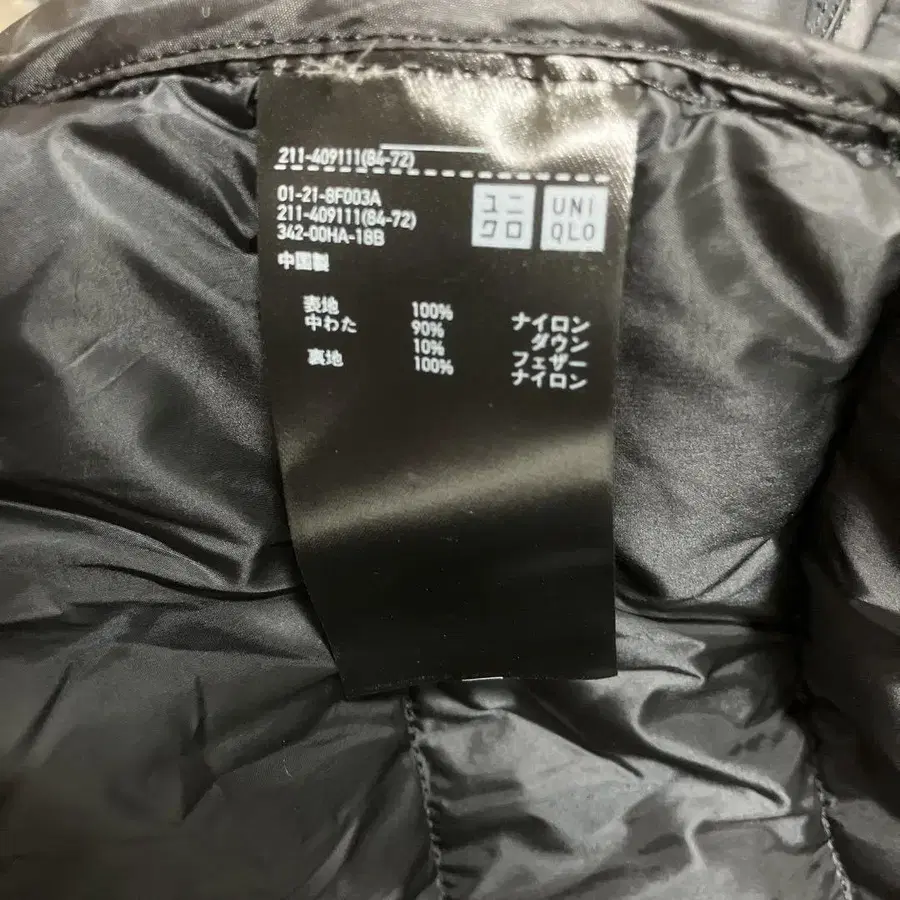 211-409111(84-72)
01-21-8F003A
211-409111(84-72)
342-00HA-18B
ユニクロ
UNIQLO
中国製
表地 100% ナイロン
中わた 90% ダウン
10% フェザー
裏地 100% ナイロン